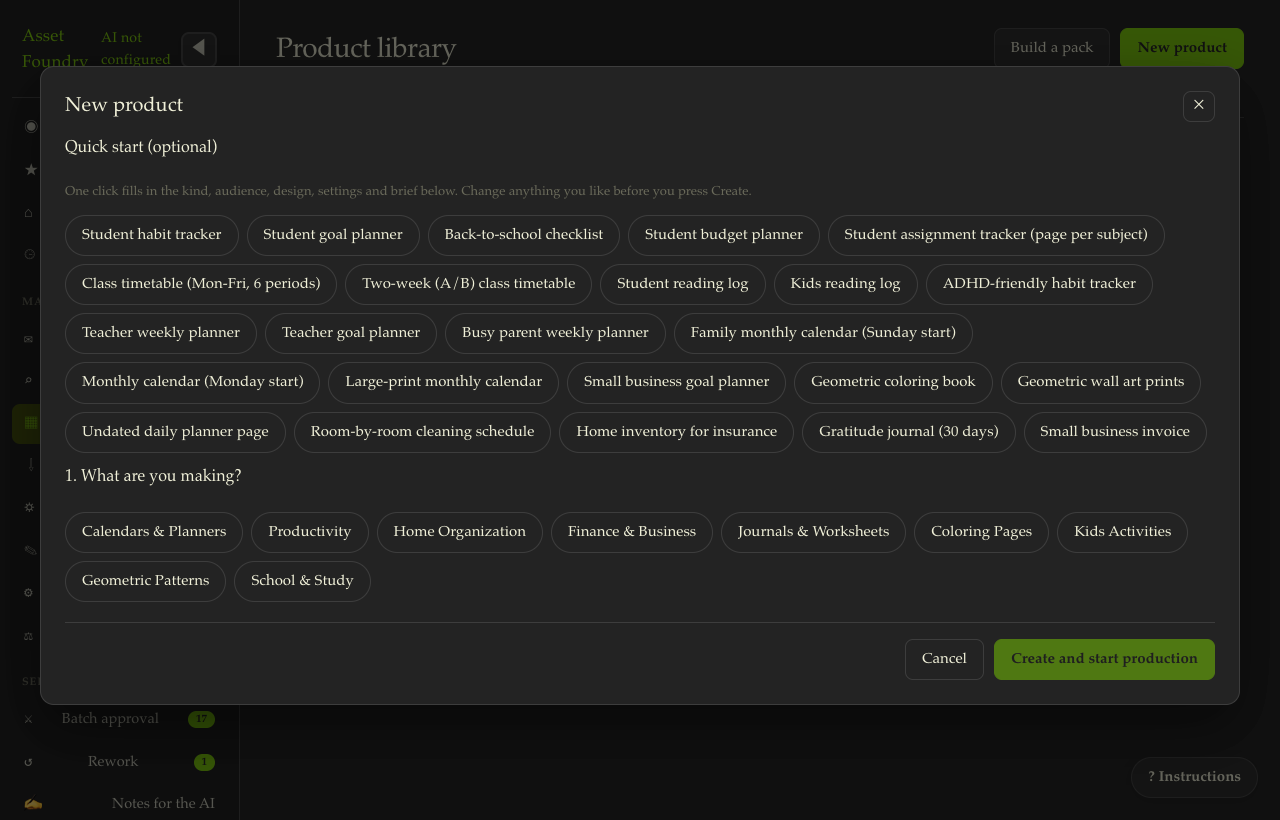 Asset Foundry
AI not configured
Product library
Build a pack
New product
New product
×
Quick start (optional)
One click fills in the kind, audience, design, settings and brief below. Change anything you like before you press Create.
Student habit tracker
Student goal planner
Back-to-school checklist
Student budget planner
Student assignment tracker (page per subject)
Class timetable (Mon-Fri, 6 periods)
Two-week (A/B) class timetable
Student reading log
Kids reading log
ADHD-friendly habit tracker
Teacher weekly planner
Teacher goal planner
Busy parent weekly planner
Family monthly calendar (Sunday start)
Monthly calendar (Monday start)
Large-print monthly calendar
Small business goal planner
Geometric coloring book
Geometric wall art prints
Undated daily planner page
Room-by-room cleaning schedule
Home inventory for insurance
Gratitude journal (30 days)
Small business invoice
1. What are you making?
Calendars & Planners
Productivity
Home Organization
Finance & Business
Journals & Worksheets
Coloring Pages
Kids Activities
Geometric Patterns
School & Study
Cancel
Create and start production
Batch approval
17
Rework
1
Notes for the AI
? Instructions